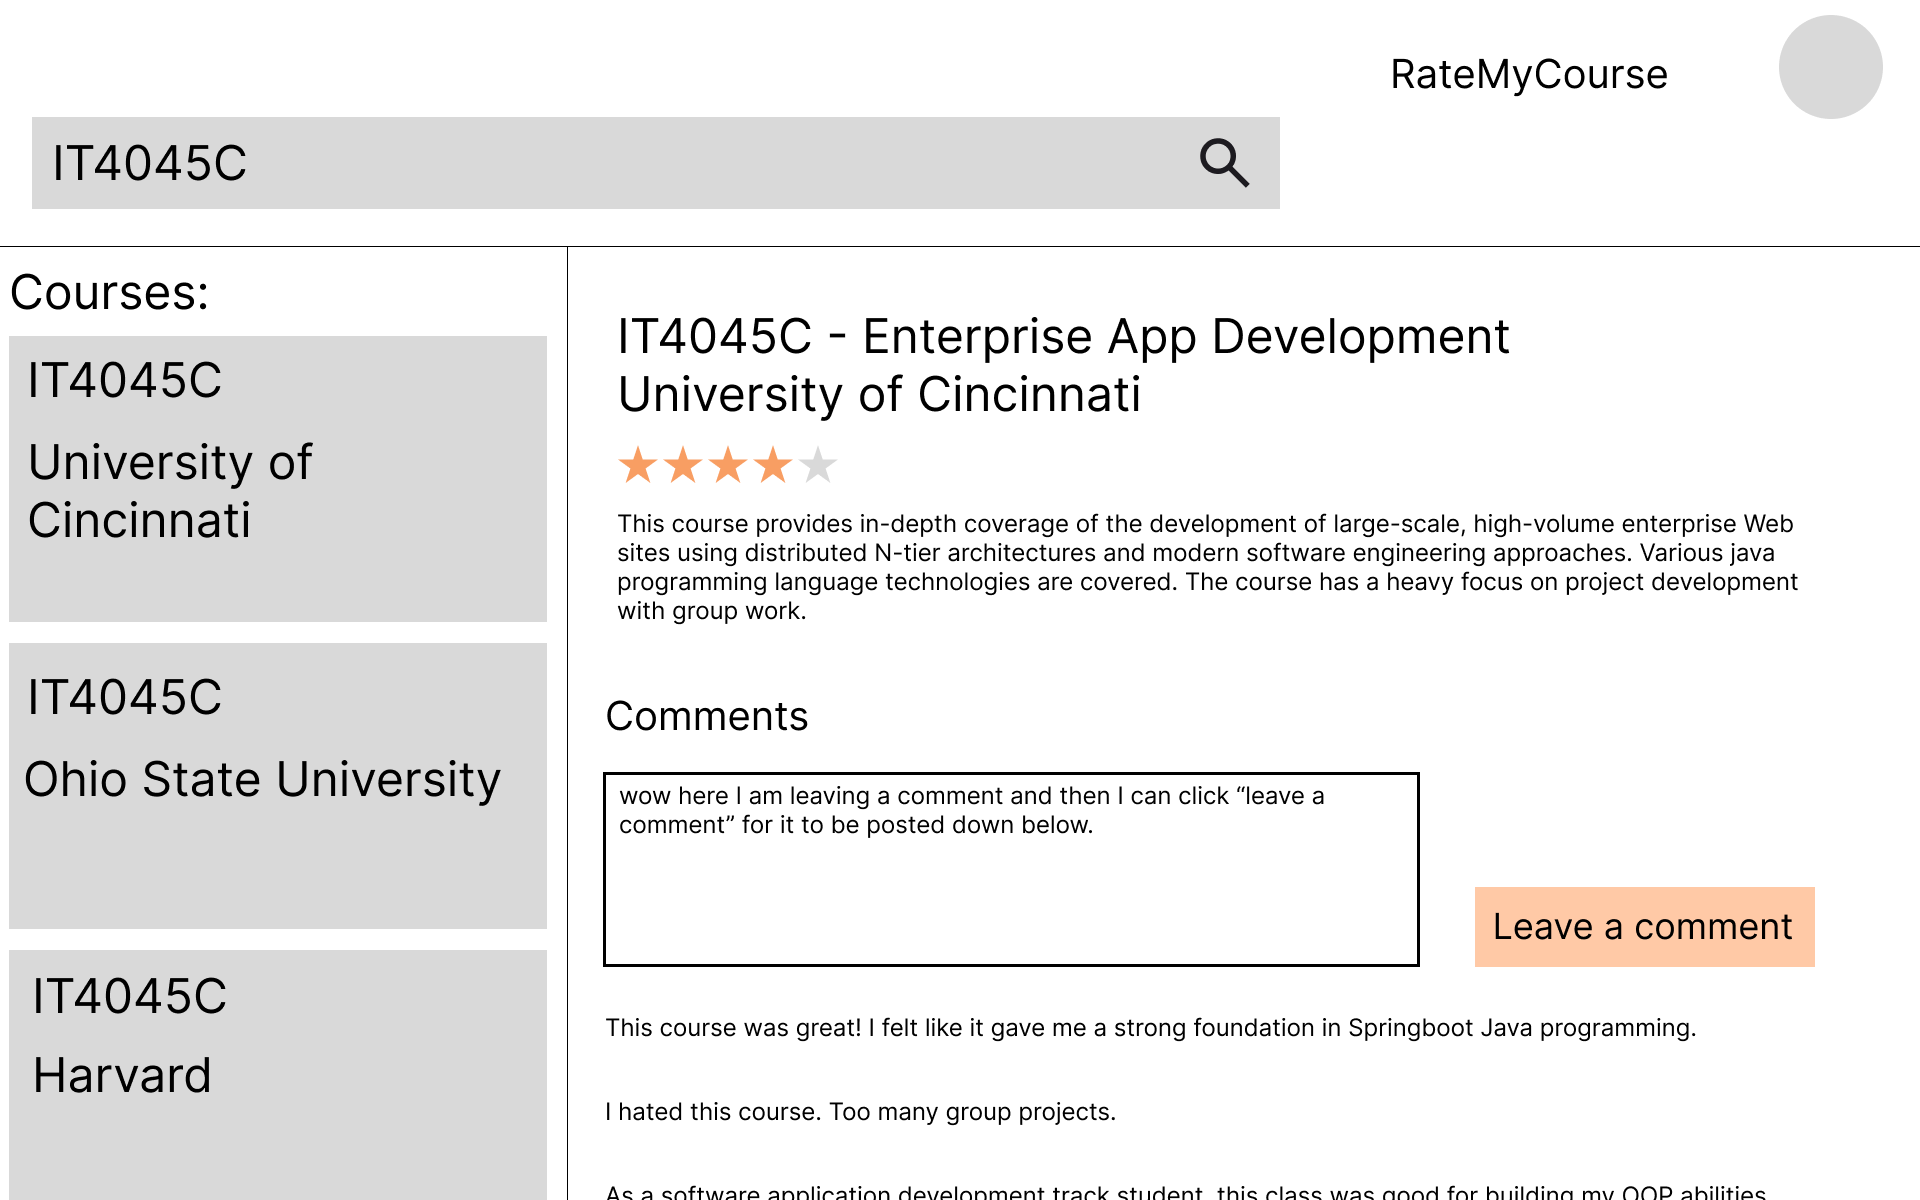 RateMyCourse
IT4045C
Courses:
IT4045C
University of
Cincinnati
IT4045C
Ohio State University
IT4045C
Harvard
IT4045C - Enterprise App Development
University of Cincinnati
This course provides in-depth coverage of the development of large-scale, high-volume enterprise Web
sites using distributed N-tier architectures and modern software engineering approaches. Various java
programming language technologies are covered. The course has a heavy focus on project development
with group work.
Comments
wow here I am leaving a comment and then I can click “leave a
comment” for it to be posted down below.
Leave a comment
This course was great! I felt like it gave me a strong foundation in Springboot Java programming.
I hated this course. Too many group projects.
As a software application development track student, this class was good for building my OOP abilities